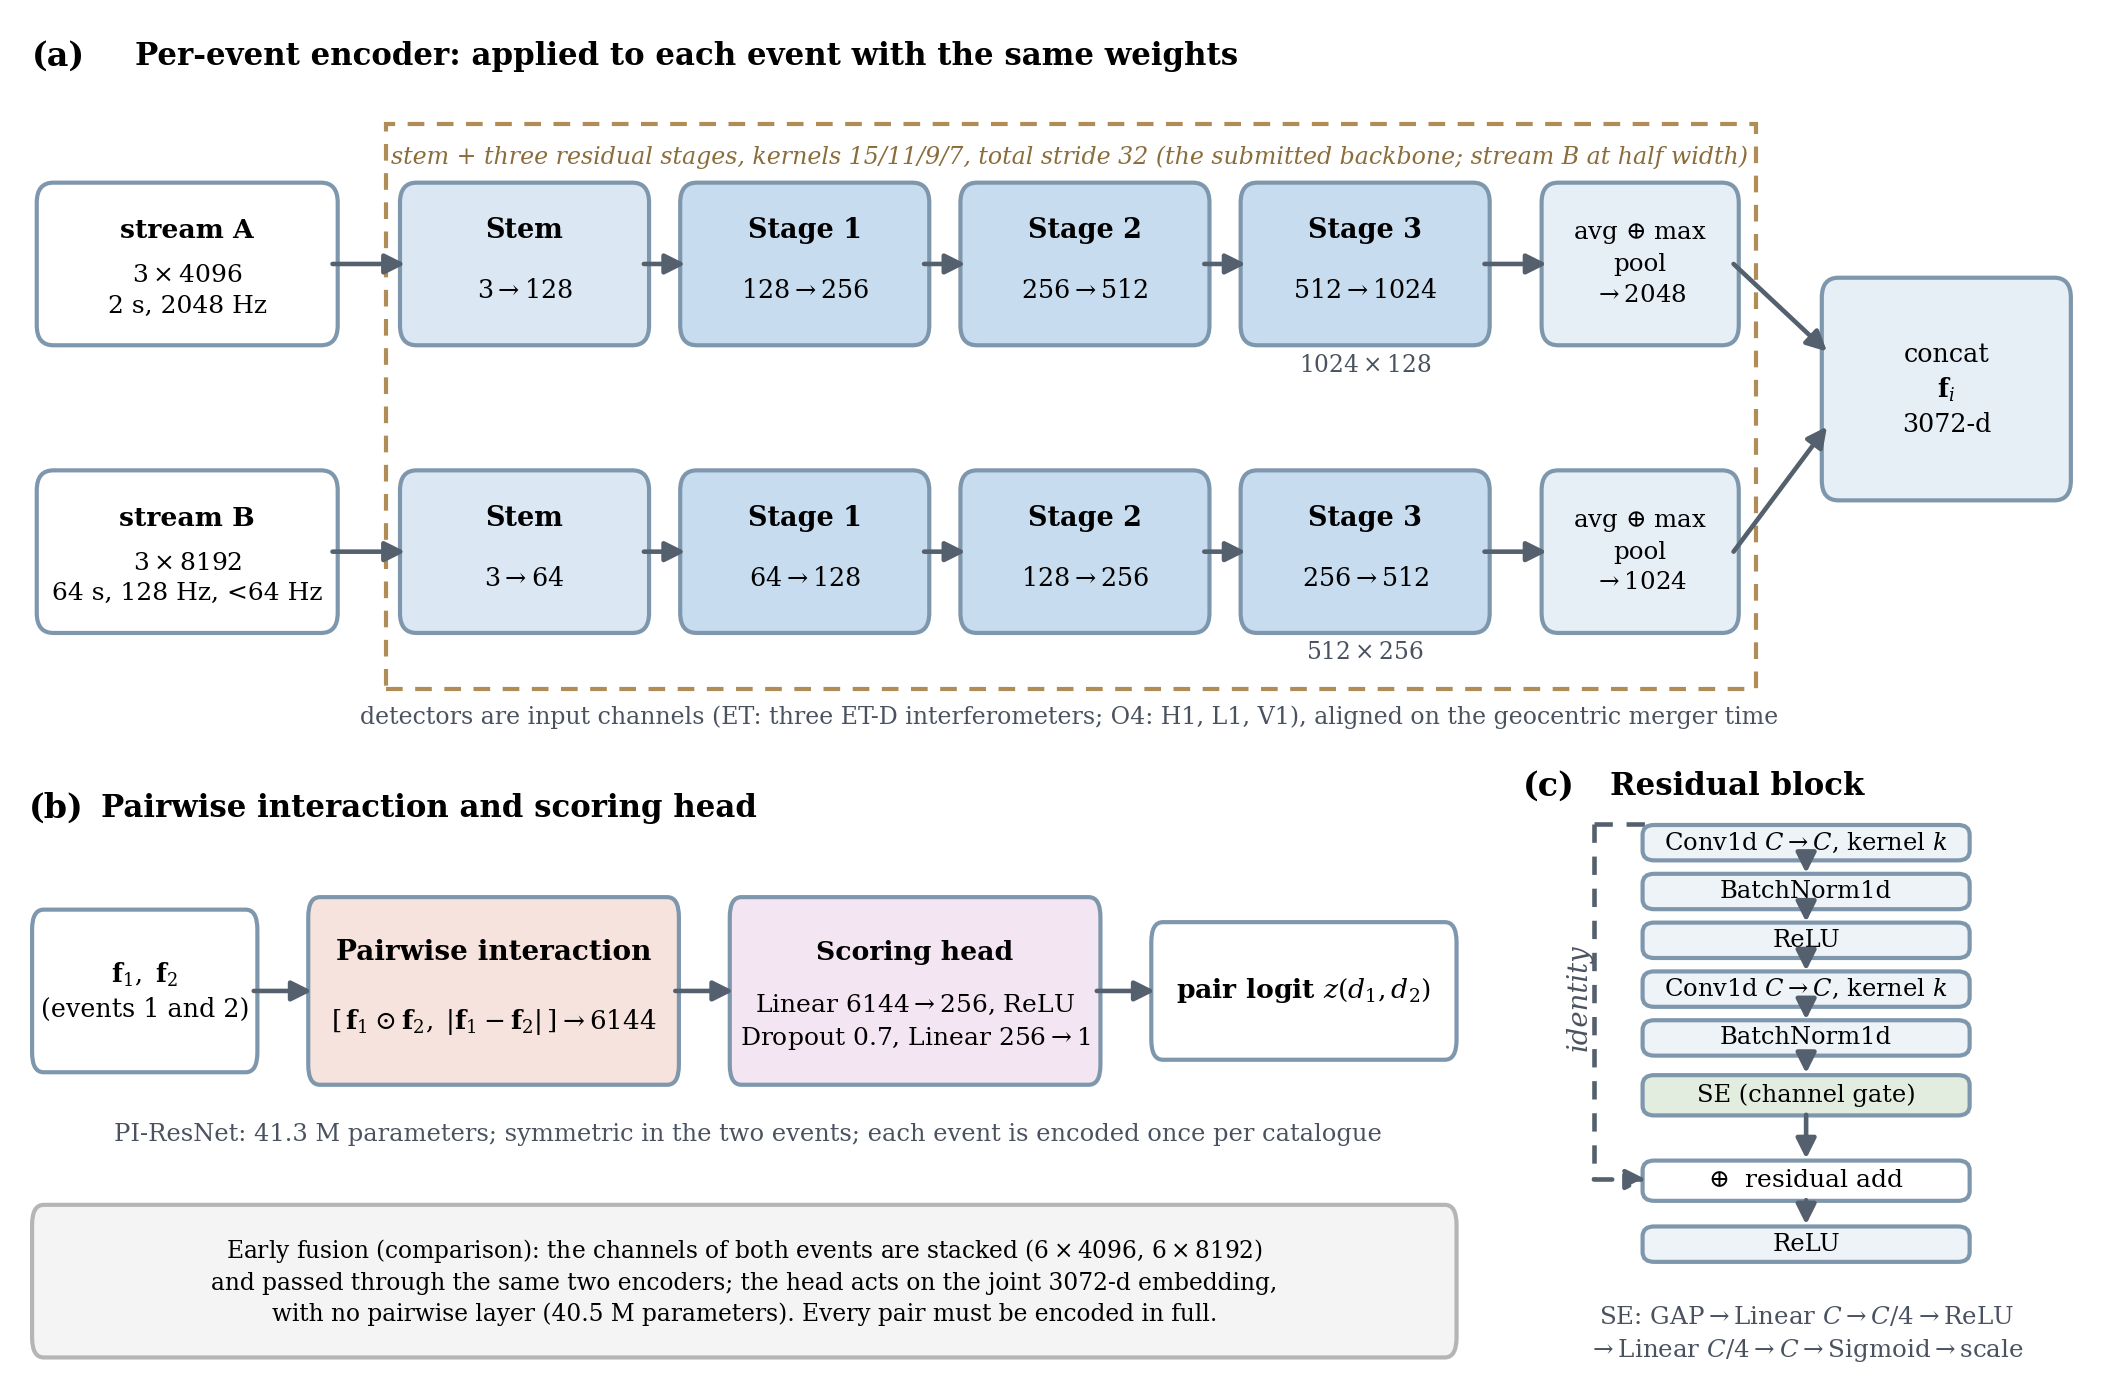 (a) Per-event encoder: applied to each event with the same weights
stem + three residual stages, kernels 15/11/9/7, total stride 32 (the submitted backbone; stream B at half width)
stream A
3 × 4096
2 s, 2048 Hz
Stem
3 → 128
Stage 1
128 → 256
Stage 2
256 → 512
Stage 3
512 → 1024
1024 × 128
avg ⊕ max
pool
→ 2048
concat
f_i
3072-d
stream B
3 × 8192
64 s, 128 Hz, <64 Hz
Stem
3 → 64
Stage 1
64 → 128
Stage 2
128 → 256
Stage 3
256 → 512
512 × 256
avg ⊕ max
pool
→ 1024
detectors are input channels (ET: three ET-D interferometers; O4: H1, L1, V1), aligned on the geocentric merger time
(b) Pairwise interaction and scoring head
f₁, f₂
(events 1 and 2)
Pairwise interaction
[ f₁ ⊙ f₂, |f₁ − f₂| ] → 6144
Scoring head
Linear 6144 → 256, ReLU
Dropout 0.7, Linear 256 → 1
pair logit z(d₁, d₂)
PI-ResNet: 41.3 M parameters; symmetric in the two events; each event is encoded once per catalogue
Early fusion (comparison): the channels of both events are stacked (6 × 4096, 6 × 8192)
and passed through the same two encoders; the head acts on the joint 3072-d embedding,
with no pairwise layer (40.5 M parameters). Every pair must be encoded in full.
(c) Residual block
Conv1d C → C, kernel k
BatchNorm1d
ReLU
Conv1d C → C, kernel k
BatchNorm1d
SE (channel gate)
⊕ residual add
ReLU
identity
SE: GAP → Linear C → C/4 → ReLU
→ Linear C/4 → C → Sigmoid → scale